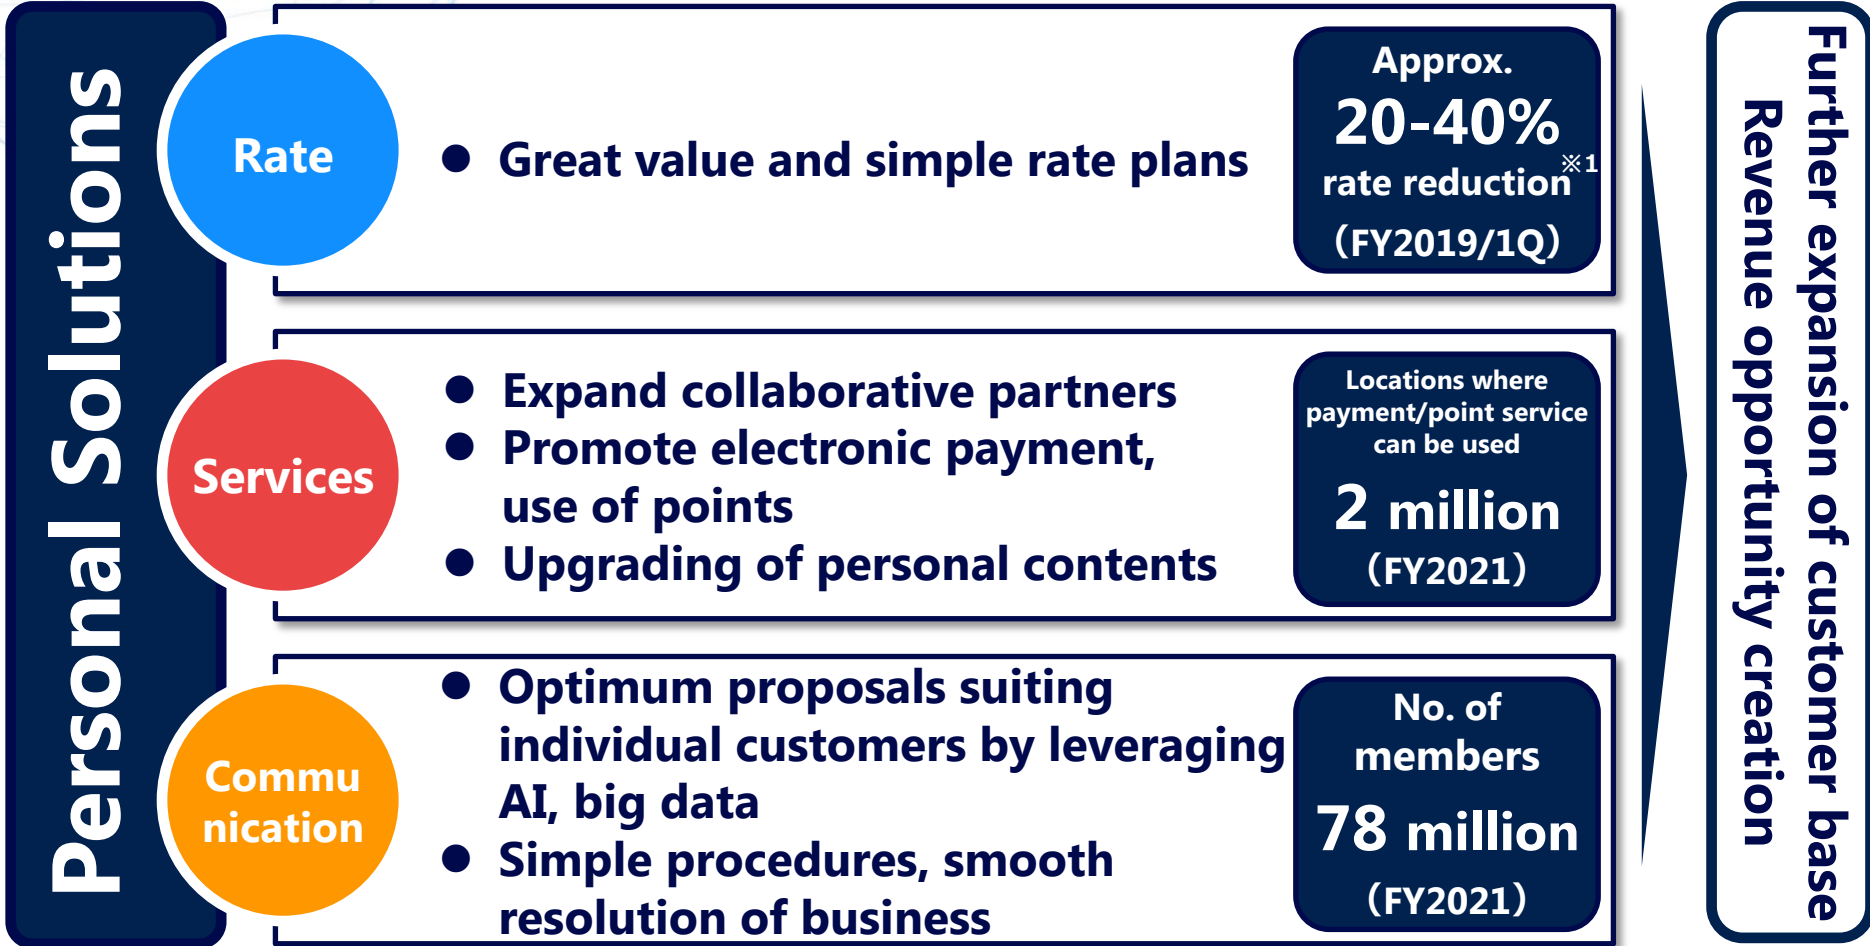 Personal Solutions
Rate
● Great value and simple rate plans
Approx.
20-40%
rate reduction※1
（FY2019/1Q）
Services
● Expand collaborative partners
● Promote electronic payment,
use of points
● Upgrading of personal contents
Locations where
payment/point service
can be used
2 million
（FY2021）
Commu
nication
● Optimum proposals suiting
individual customers by leveraging
AI, big data
● Simple procedures, smooth
resolution of business
No. of
members
78 million
（FY2021）
Further expansion of customer base
Revenue opportunity creation